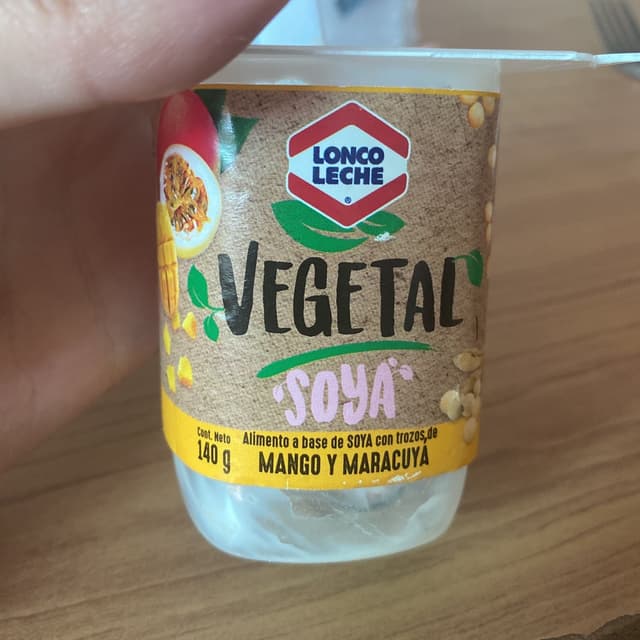 LONCO
LECHE
®
VEGETAL
SOYA
Cont. Neto
140 g
Alimento a base de SOYA con trozos de
MANGO Y MARACUYÁ